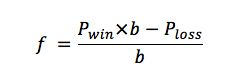 f = P_win × b − P_loss
b